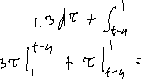 1.3 dτ + ∫_{t-4}^{1}
3τ |_{1}^{t-4} + τ |_{t-4}^{1} =